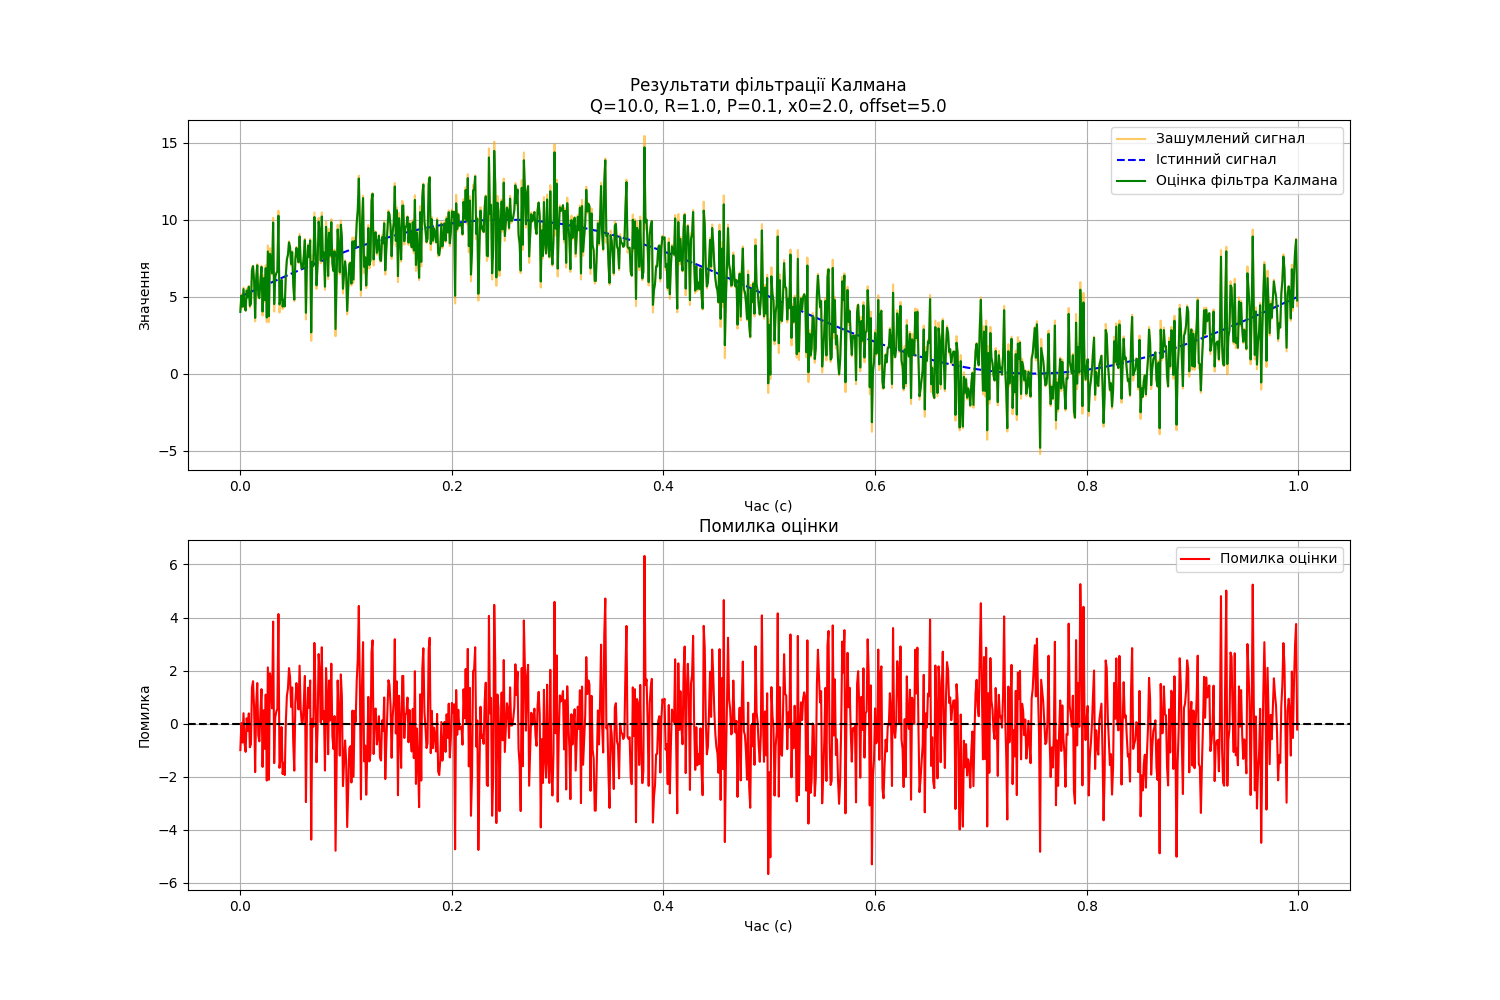 Результати фільтрації Калмана
Q=10.0, R=1.0, P=0.1, x0=2.0, offset=5.0
Значення
15
10
5
0
−5
Зашумлений сигнал
Істинний сигнал
Оцінка фільтра Калмана
0.0 0.2 0.4 0.6 0.8 1.0
Час (с)
Помилка оцінки
Помилка
6
4
2
0
−2
−4
−6
Помилка оцінки
0.0 0.2 0.4 0.6 0.8 1.0
Час (с)